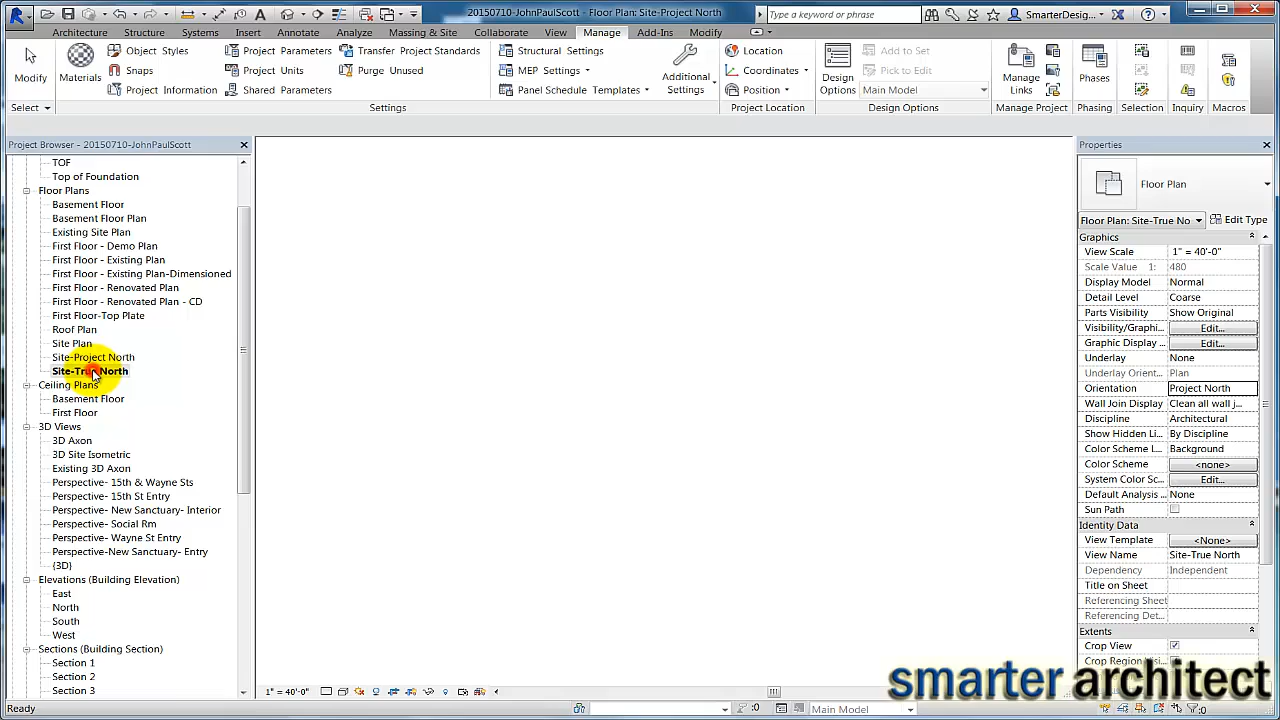 20150710-JohnPaulScott - Floor Plan: Site-Project North
Type a keyword or phrase
SmarterDesig...
Architecture Structure Systems Insert Annotate Analyze Massing & Site Collaborate View Manage Add-Ins Modify
Modify
Materials
Object Styles
Snaps
Project Information
Project Parameters
Project Units
Shared Parameters
Transfer Project Standards
Purge Unused
Structural Settings
MEP Settings
Panel Schedule Templates
Additional Settings
Location
Coordinates
Position
Design Options
Add to Set
Pick to Edit
Main Model
Manage Links
Phases
Select
Settings
Project Location
Design Options
Manage Project
Phasing
Selection
Inquiry
Macros
Project Browser - 20150710-JohnPaulScott
TOF
Top of Foundation
Floor Plans
Basement Floor
Basement Floor Plan
Existing Site Plan
First Floor - Demo Plan
First Floor - Existing Plan
First Floor - Existing Plan-Dimensioned
First Floor - Renovated Plan
First Floor - Renovated Plan - CD
First Floor-Top Plate
Roof Plan
Site Plan
Site-Project North
Site-True North
Ceiling Plans
Basement Floor
First Floor
3D Views
3D Axon
3D Site Isometric
Existing 3D Axon
Perspective- 15th & Wayne Sts
Perspective- 15th St Entry
Perspective- New Sanctuary- Interior
Perspective- Social Rm
Perspective- Wayne St Entry
Perspective-New Sanctuary- Entry
{3D}
Elevations (Building Elevation)
East
North
South
West
Sections (Building Section)
Section 1
Section 2
Section 3
Properties
Floor Plan
Floor Plan: Site-True No
Edit Type
Graphics
View Scale 1" = 40'-0"
Scale Value 1: 480
Display Model Normal
Detail Level Coarse
Parts Visibility Show Original
Visibility/Graphi... Edit...
Graphic Display ... Edit...
Underlay None
Underlay Orient... Plan
Orientation Project North
Wall Join Display Clean all wall j...
Discipline Architectural
Show Hidden Li... By Discipline
Color Scheme L... Background
Color Scheme <none>
System Color Sc... Edit...
Default Analysis ... None
Sun Path
Identity Data
View Template <None>
View Name Site-True North
Dependency Independent
Title on Sheet
Referencing Sheet
Referencing Det...
Extents
Crop View
smarter architect
1" = 40'-0"
Ready
:0
Main Model
:0